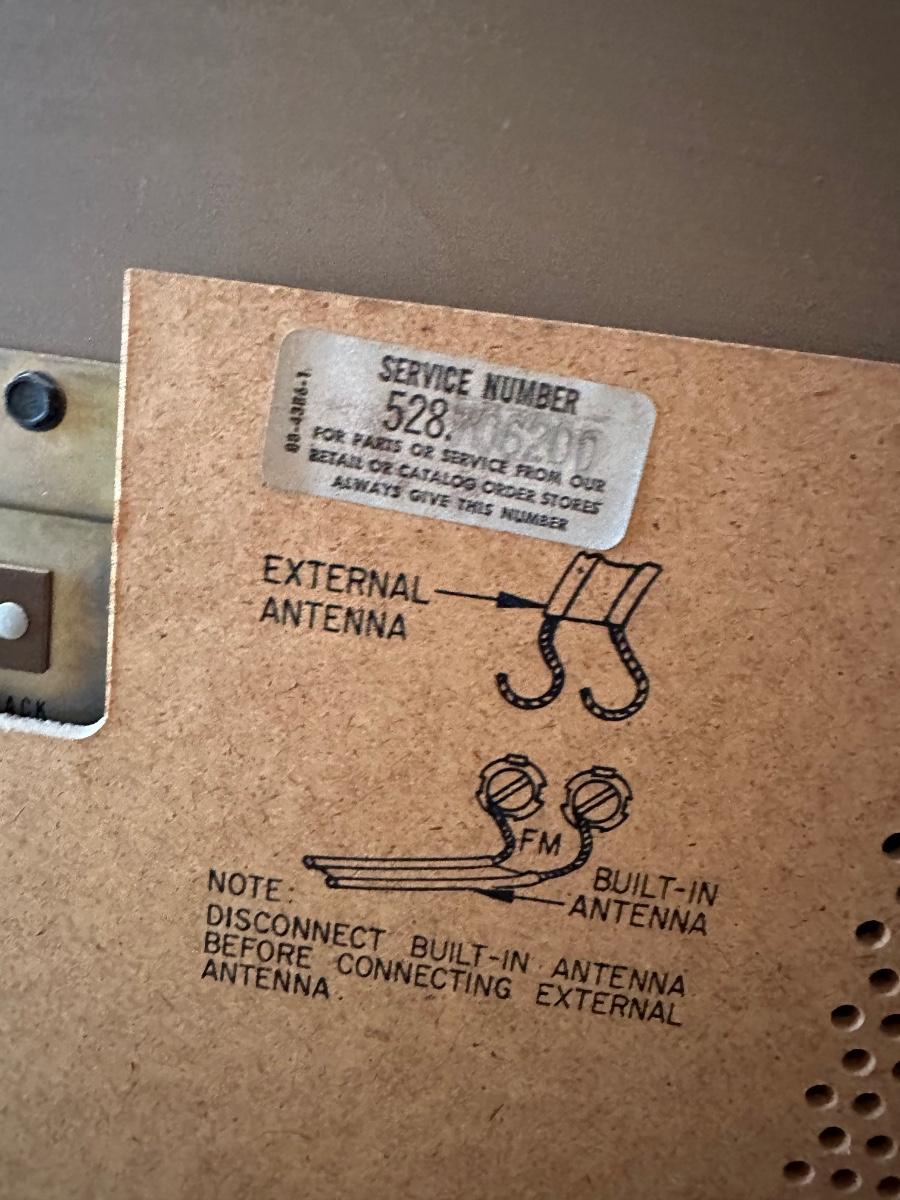 SERVICE NUMBER
528.
FOR PARTS OR SERVICE FROM OUR
RETAIL OR CATALOG ORDER STORES
ALWAYS GIVE THIS NUMBER
EXTERNAL
ANTENNA
FM
BUILT-IN
ANTENNA
NOTE:
DISCONNECT BUILT-IN ANTENNA
BEFORE CONNECTING EXTERNAL
ANTENNA.
ACK